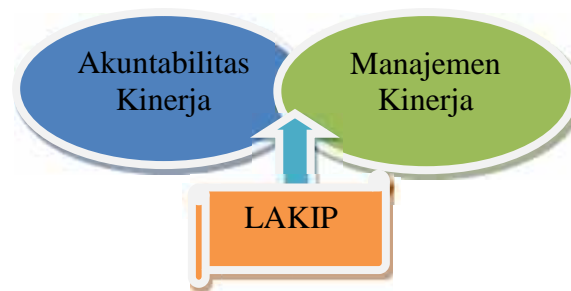 Akuntabilitas
Kinerja
Manajemen
Kinerja
LAKIP